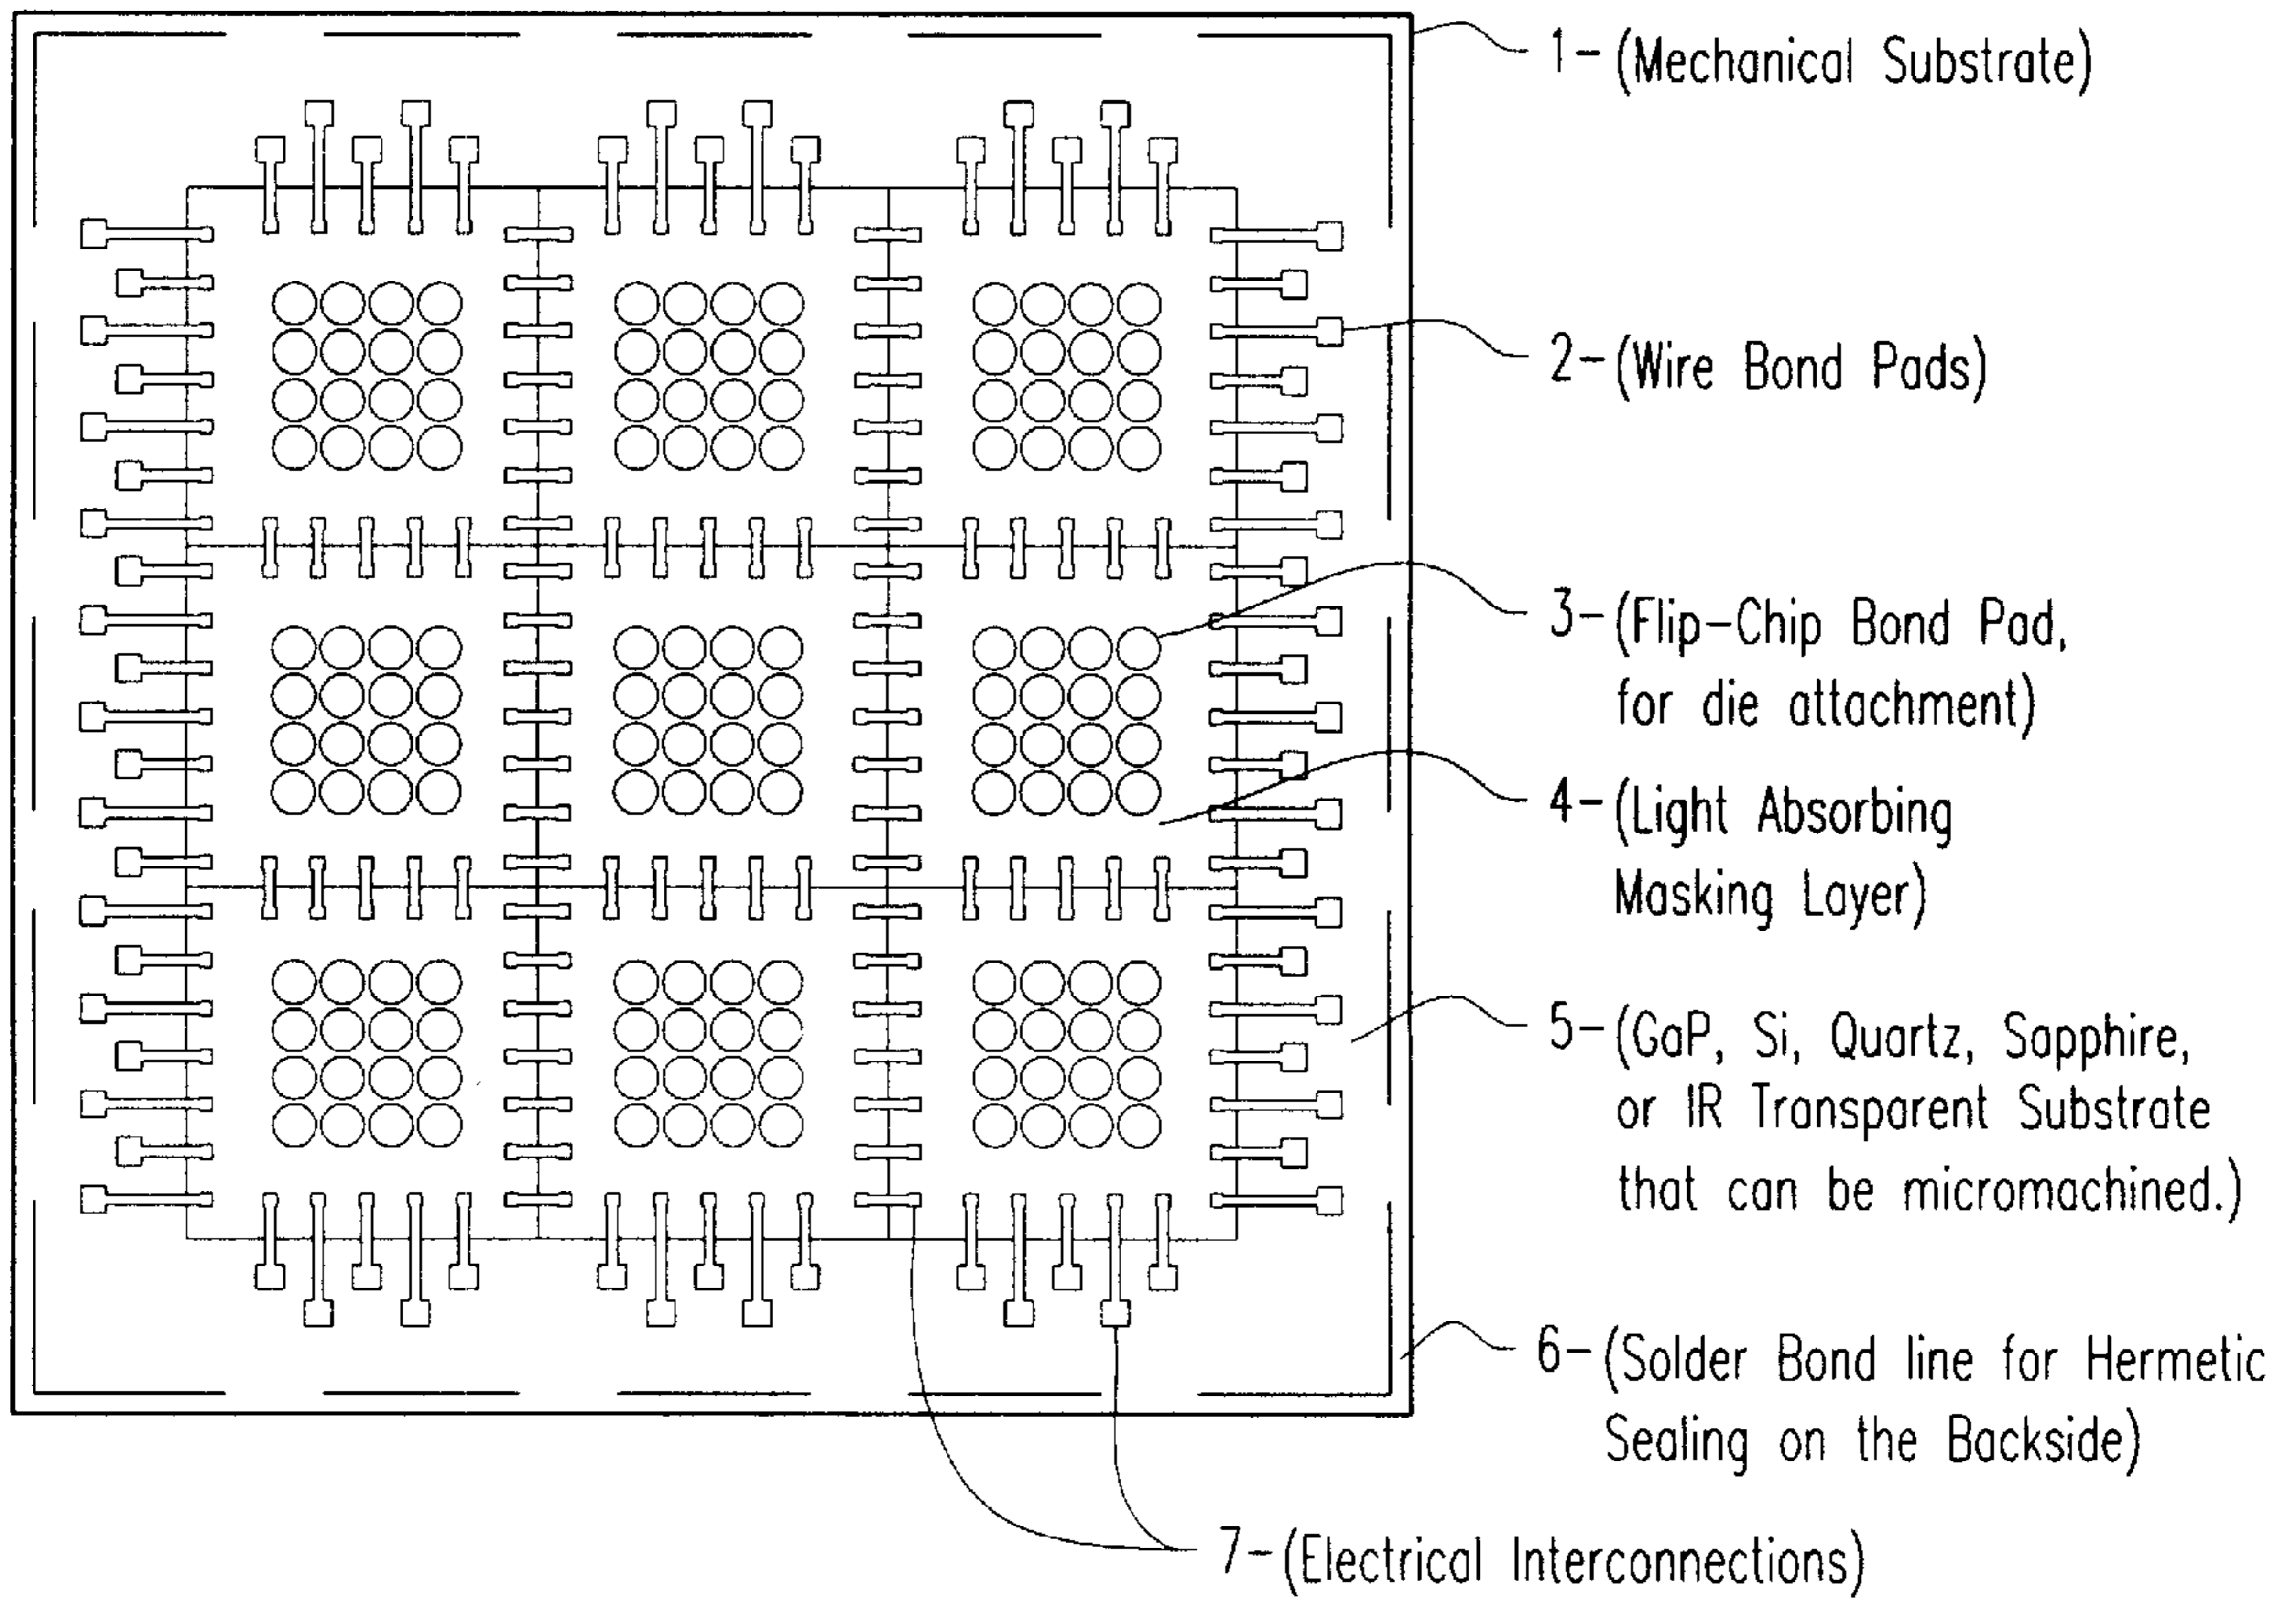 1-(Mechanical Substrate)
2-(Wire Bond Pads)
3-(Flip-Chip Bond Pad,
for die attachment)
4-(Light Absorbing
Masking Layer)
5-(GaP, Si, Quartz, Sapphire,
or IR Transparent Substrate
that can be micromachined.)
6-(Solder Bond line for Hermetic
Sealing on the Backside)
7-(Electrical Interconnections)